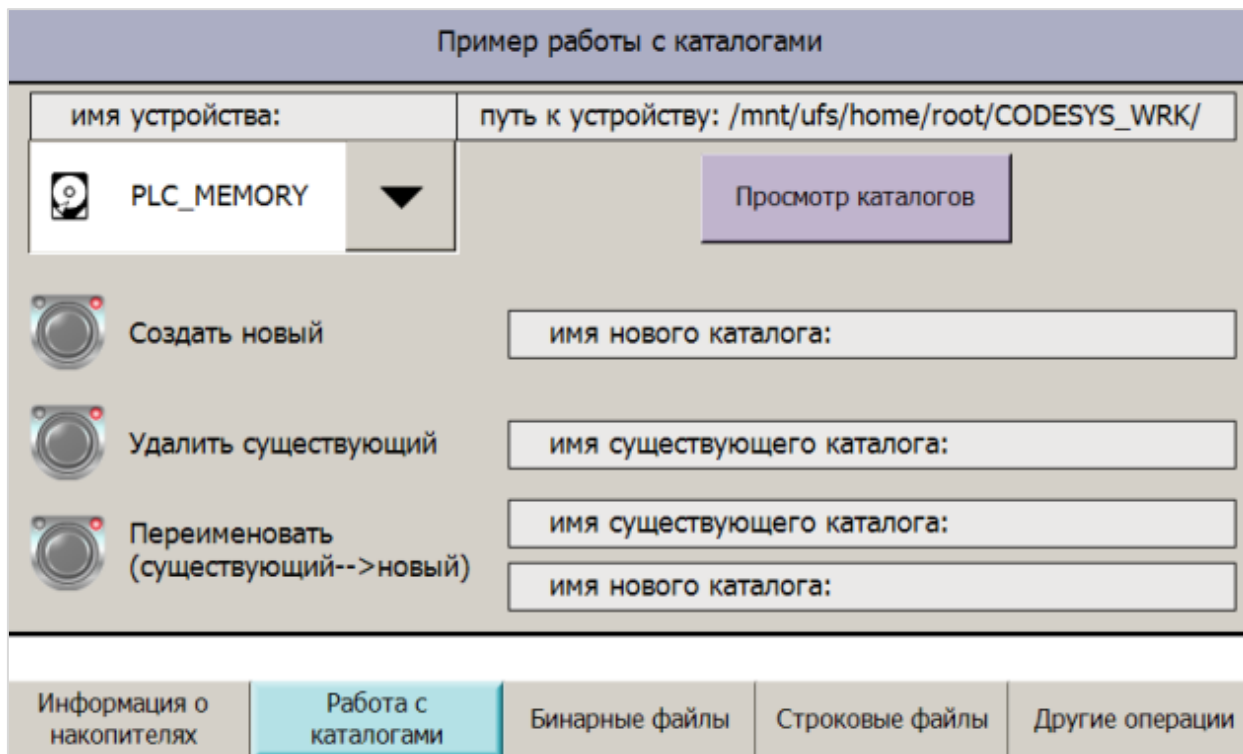 Пример работы с каталогами
имя устройства:
путь к устройству: /mnt/ufs/home/root/CODESYS_WRK/
PLC_MEMORY
Просмотр каталогов
Создать новый
имя нового каталога:
Удалить существующий
имя существующего каталога:
Переименовать
(существующий-->новый)
имя существующего каталога:
имя нового каталога:
Информация о
накопителях
Работа с
каталогами
Бинарные файлы
Строковые файлы
Другие операции